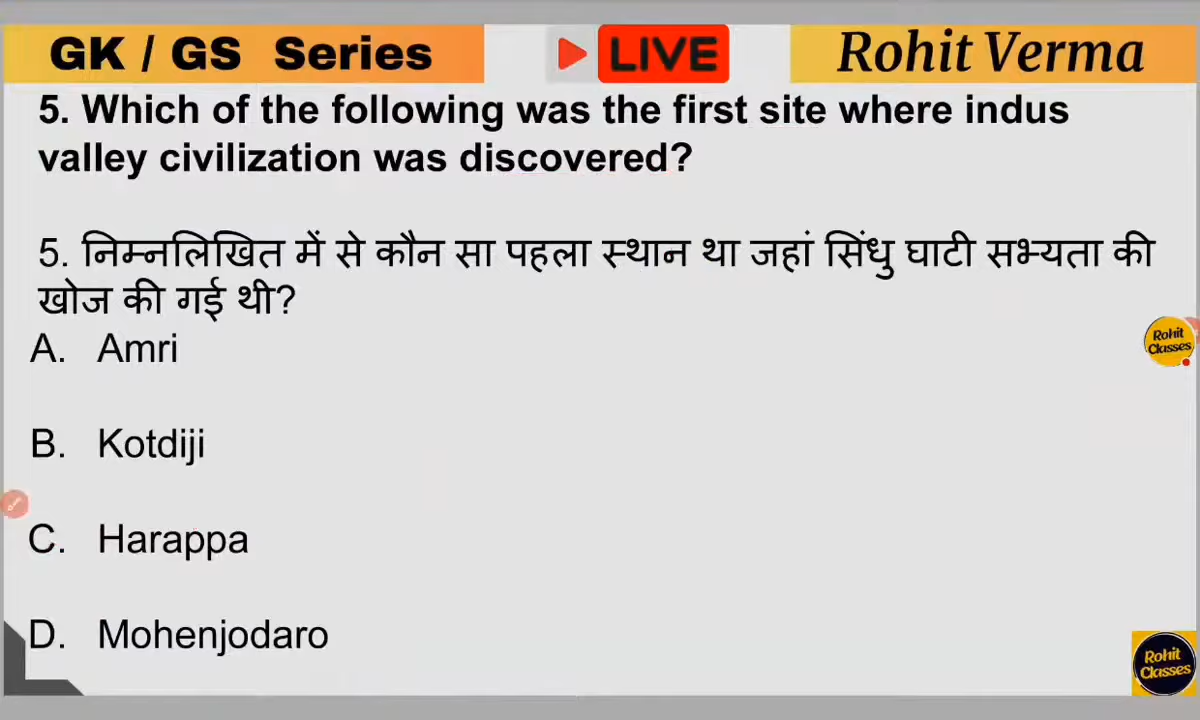 GK / GS Series
LIVE
Rohit Verma
5. Which of the following was the first site where indus
valley civilization was discovered?
5. निम्नलिखित में से कौन सा पहला स्थान था जहां सिंधु घाटी सभ्यता की
खोज की गई थी?
A. Amri
Rohit
Classes
B. Kotdiji
C. Harappa
D. Mohenjodaro
Rohit
Classes